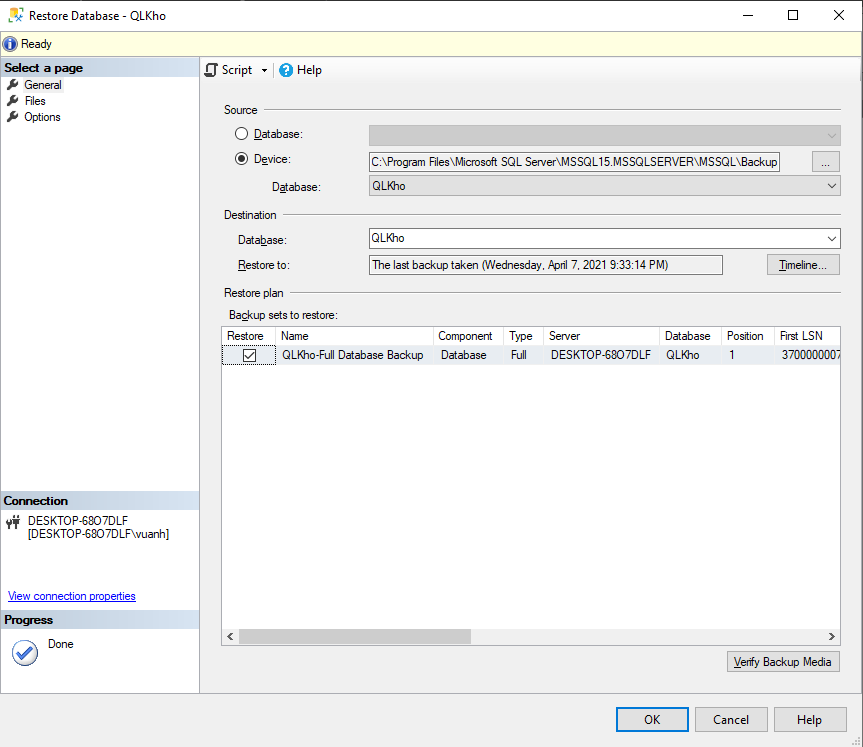 Restore Database - QLKho
Ready
Select a page
General
Files
Options
Script
Help
Source
Database:
Device:
C:\Program Files\Microsoft SQL Server\MSSQL15.MSSQLSERVER\MSSQL\Backup
...
Database:
QLKho
Destination
Database:
QLKho
Restore to:
The last backup taken (Wednesday, April 7, 2021 9:33:14 PM)
Timeline...
Restore plan
Backup sets to restore:
Restore Name Component Type Server Database Position First LSN
QLKho-Full Database Backup Database Full DESKTOP-68O7DLF QLKho 1 3700000007
Connection
DESKTOP-68O7DLF
[DESKTOP-68O7DLF\vuanh]
View connection properties
Progress
Done
Verify Backup Media
OK Cancel Help